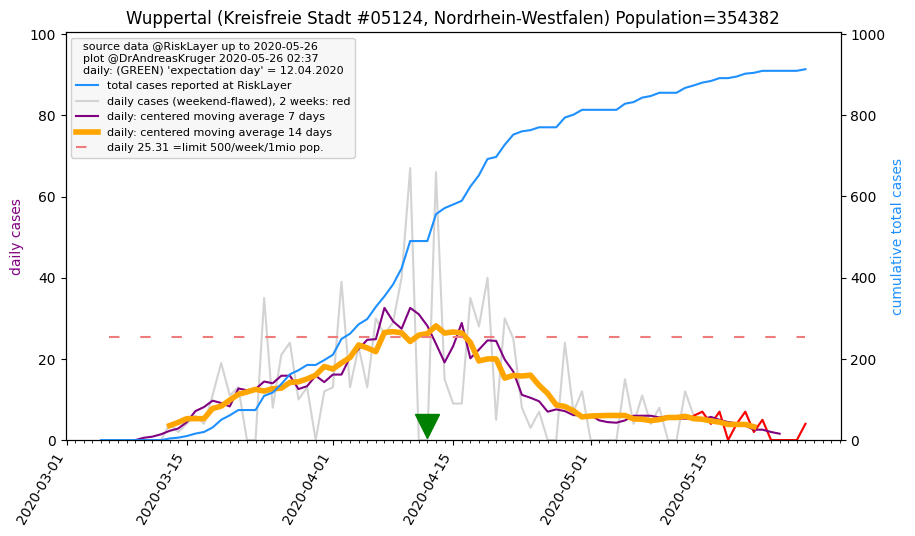 Wuppertal (Kreisfreie Stadt #05124, Nordrhein-Westfalen) Population=354382
source data @RiskLayer up to 2020-05-26
plot @DrAndreasKruger 2020-05-26 02:37
daily: (GREEN) 'expectation day' = 12.04.2020
total cases reported at RiskLayer
daily cases (weekend-flawed), 2 weeks: red
daily: centered moving average 7 days
daily: centered moving average 14 days
daily 25.31 =limit 500/week/1mio pop.
100
80
60
40
20
0
daily cases
1000
800
600
400
200
0
cumulative total cases
2020-03-01
2020-03-15
2020-04-01
2020-04-15
2020-05-01
2020-05-15